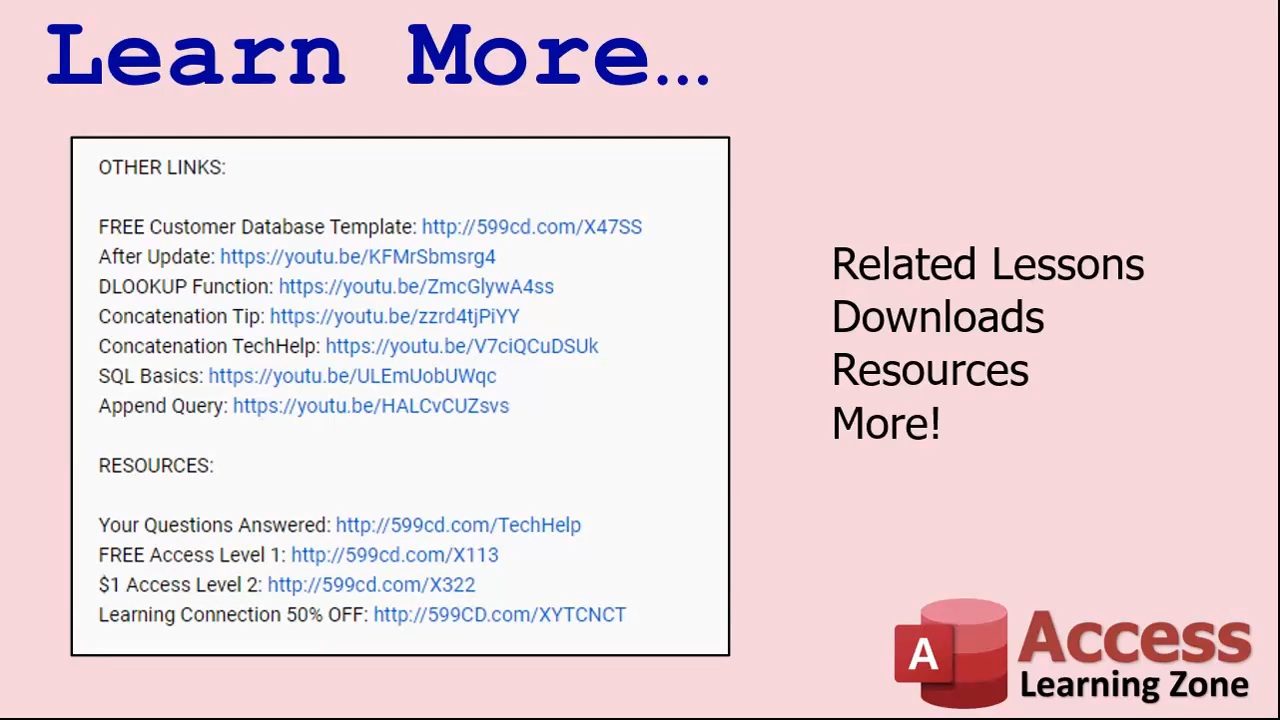 Learn More...
OTHER LINKS:
FREE Customer Database Template: http://599cd.com/X47SS
After Update: https://youtu.be/KFMrSbmsrg4
DLOOKUP Function: https://youtu.be/ZmcGlywA4ss
Concatenation Tip: https://youtu.be/zzrd4tjPiYY
Concatenation TechHelp: https://youtu.be/V7ciQCuDSUk
SQL Basics: https://youtu.be/ULEmUobUWqc
Append Query: https://youtu.be/HALCvCUZsvs
RESOURCES:
Your Questions Answered: http://599cd.com/TechHelp
FREE Access Level 1: http://599cd.com/X113
$1 Access Level 2: http://599cd.com/X322
Learning Connection 50% OFF: http://599CD.com/XYTCNCT
Related Lessons
Downloads
Resources
More!
A
Access
Learning Zone